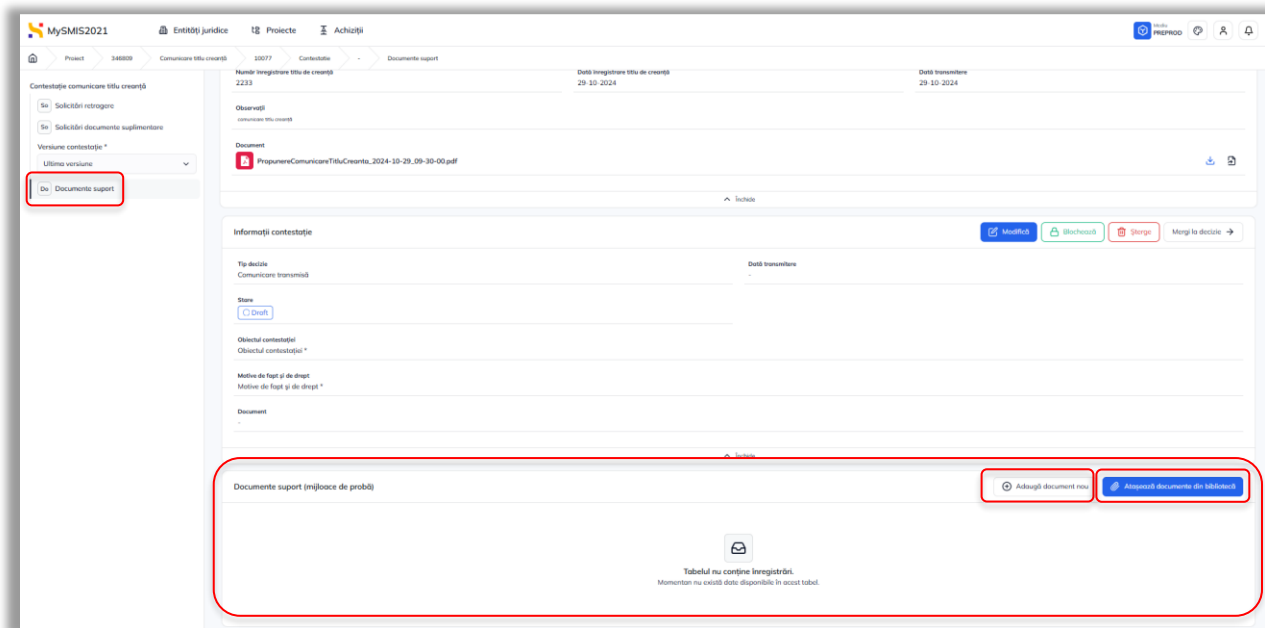 MySMIS2021
Entități juridice
Proiecte
Achiziții
Mediu
PREPROD
Proiect
346809
Comunicare titlu creanță
10077
Contestatie
-
Documente suport
Contestație comunicare titlu creanță
So Solicitări retragere
So Solicitări documente suplimentare
Versiune contestație *
Ultima versiune
Do Documente suport
Număr înregistrare titlu de creanță
2233
Dată înregistrare titlu de creanță
29-10-2024
Dată transmitere
29-10-2024
Observații
comunicare titlu creanță
Document
PropunereComunicareTitluCreanta_2024-10-29_09-30-00.pdf
Închide
Informații contestație
Modifică
Blochează
Șterge
Mergi la decizie
Tip decizie
Comunicare transmisă
Dată transmitere
-
Stare
Draft
Obiectul contestației
Obiectul contestației *
Motive de fapt și de drept
Motive de fapt și de drept *
Document
-
Închide
Documente suport (mijloace de probă)
Adaugă document nou
Atașează documente din bibliotecă
Tabelul nu conține înregistrări.
Momentan nu există date disponibile în acest tabel.